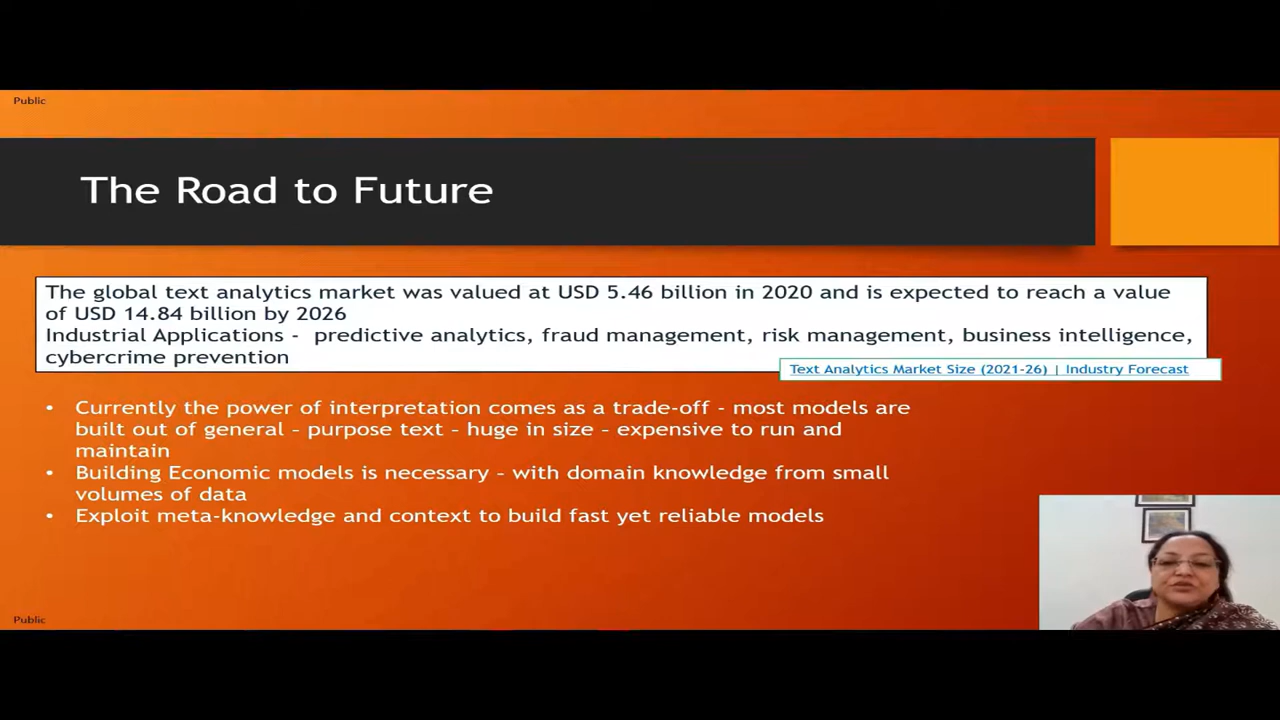 Public
The Road to Future
The global text analytics market was valued at USD 5.46 billion in 2020 and is expected to reach a value
of USD 14.84 billion by 2026
Industrial Applications - predictive analytics, fraud management, risk management, business intelligence,
cybercrime prevention
Text Analytics Market Size (2021-26) | Industry Forecast
• Currently the power of interpretation comes as a trade-off - most models are
built out of general - purpose text - huge in size - expensive to run and
maintain
• Building Economic models is necessary - with domain knowledge from small
volumes of data
• Exploit meta-knowledge and context to build fast yet reliable models
Public